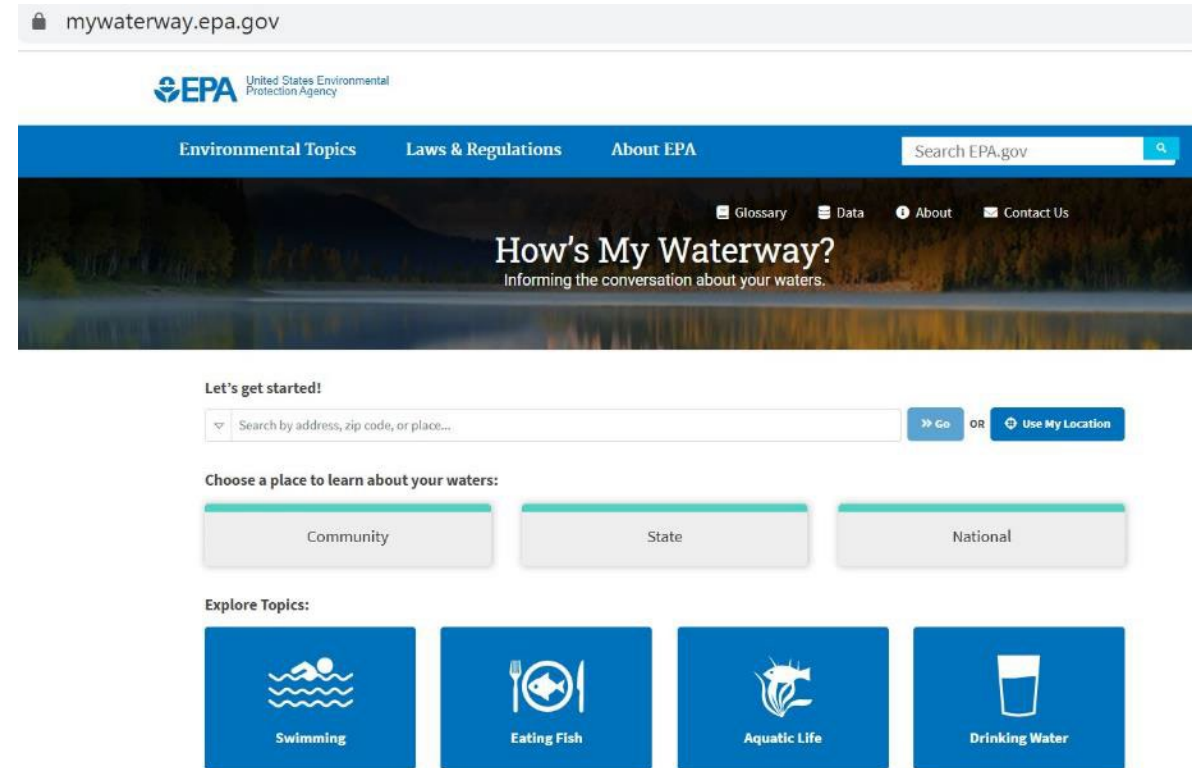 mywaterway.epa.gov
EPA United States Environmental
Protection Agency
Environmental Topics Laws & Regulations About EPA Search EPA.gov
Glossary Data About Contact Us
How's My Waterway?
Informing the conversation about your waters.
Let's get started!
Search by address, zip code, or place... Go OR Use My Location
Choose a place to learn about your waters:
Community State National
Explore Topics:
Swimming Eating Fish Aquatic Life Drinking Water